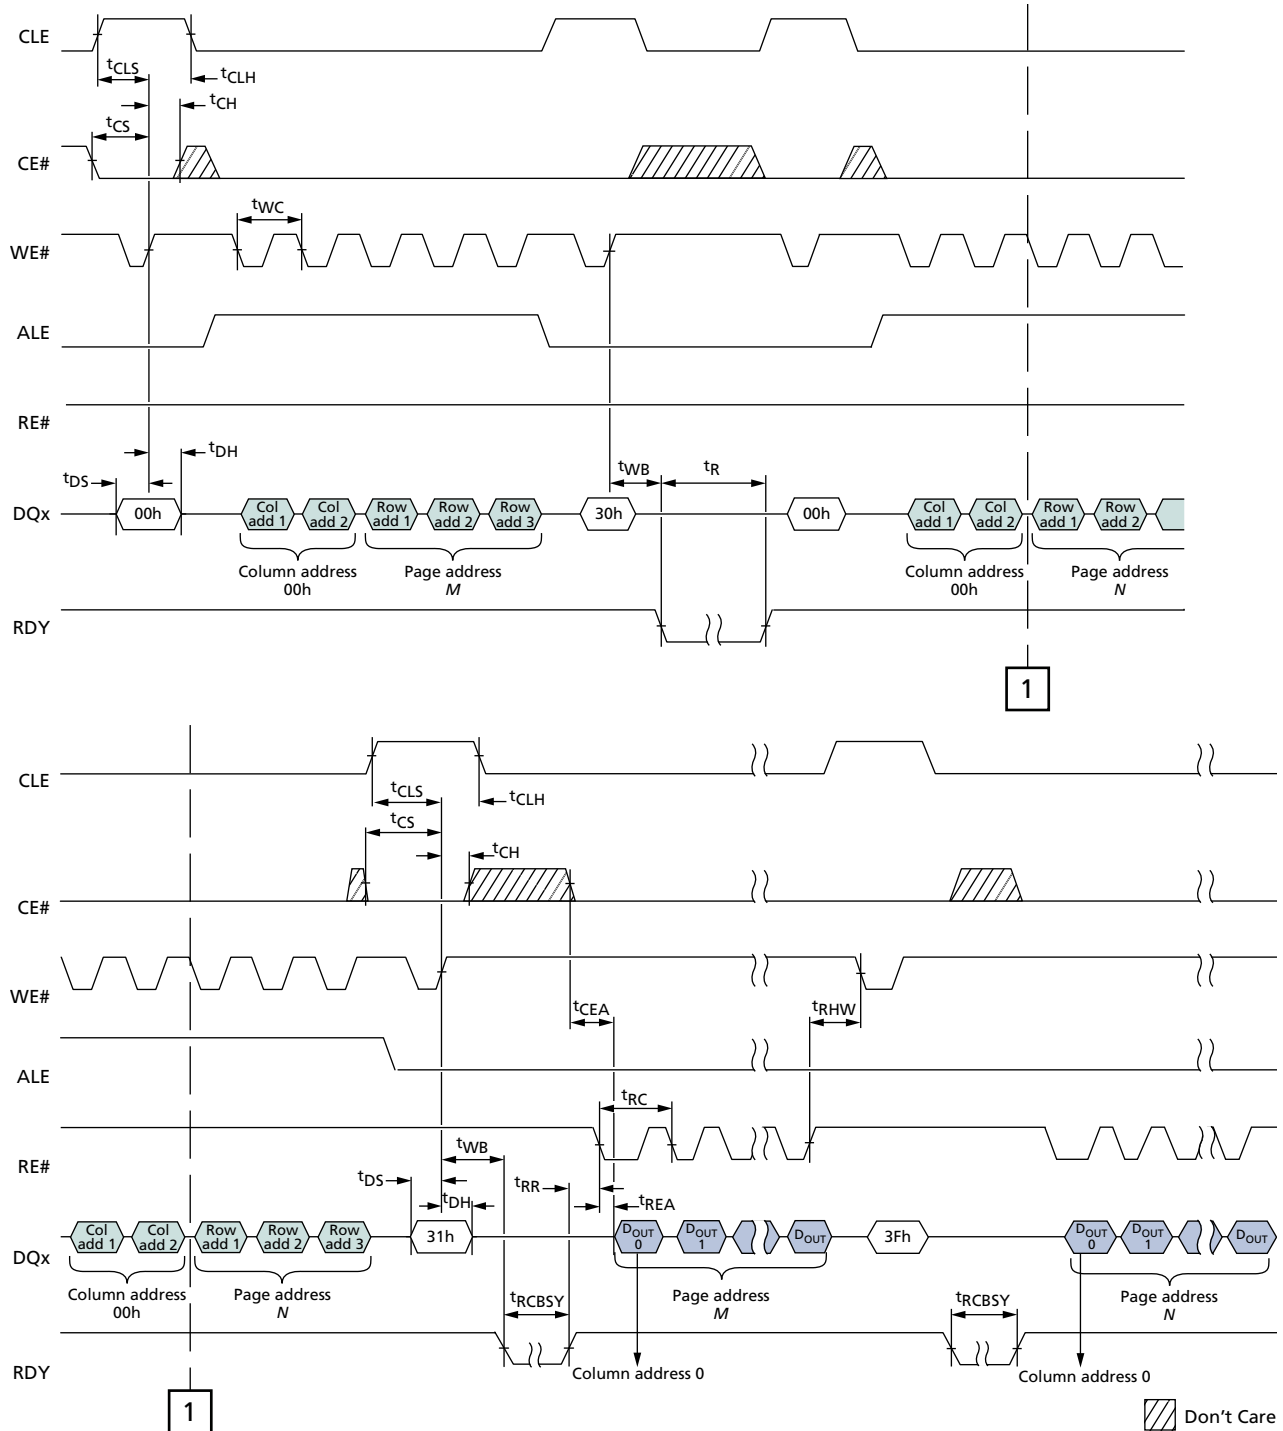 CLE
tCLS
tCLH
tCH
tCS
CE#
tWC
WE#
ALE
RE#
tDH
tDS
tWB
tR
DQx
00h
Col add 1
Col add 2
Row add 1
Row add 2
Row add 3
30h
00h
Col add 1
Col add 2
Row add 1
Row add 2
Column address
00h
Page address
M
Column address
00h
Page address
N
RDY
1
CLE
tCLS
tCLH
tCS
tCH
CE#
WE#
tCEA
tRHW
ALE
tRC
RE#
tWB
tDS
tRR
tDH
tREA
DQx
Col add 1
Col add 2
Row add 1
Row add 2
Row add 3
31h
DOUT 0
DOUT 1
DOUT
3Fh
DOUT 0
DOUT 1
DOUT
Column address
00h
Page address
N
tRCBSY
Page address
M
tRCBSY
Page address
N
RDY
Column address 0
Column address 0
1
Don't Care